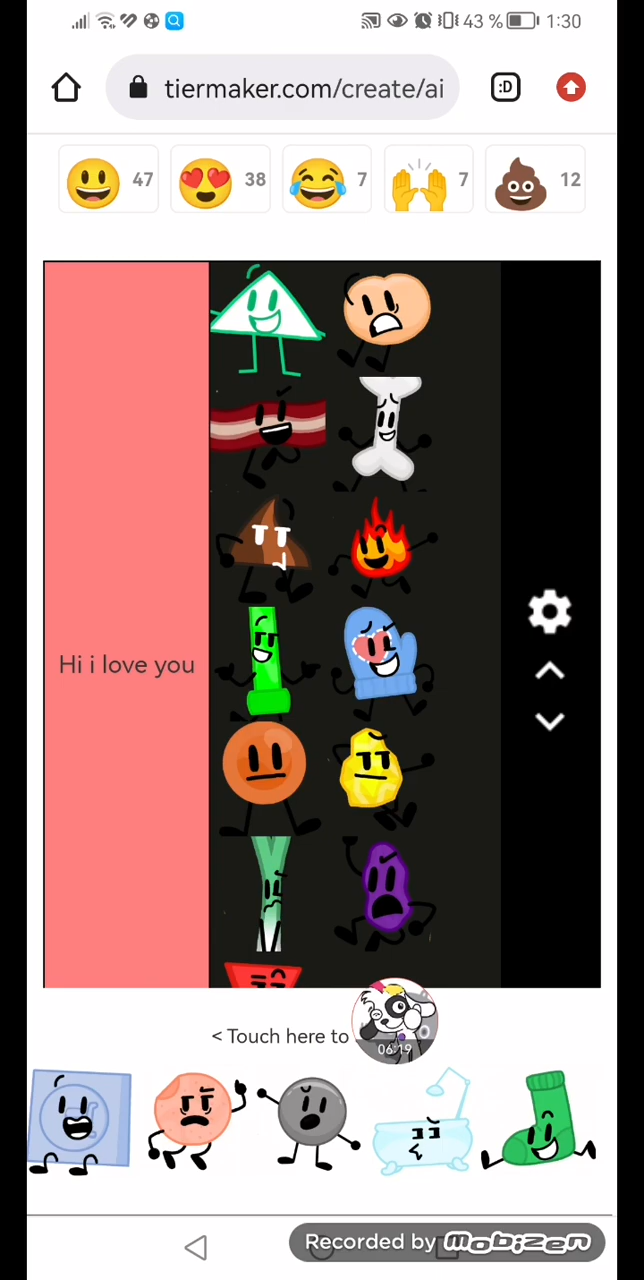 43 % 1:30
tiermaker.com/create/ai :D
47 38 7 7 12
Hi i love you
< Touch here to
06:19
Recorded by mobizen